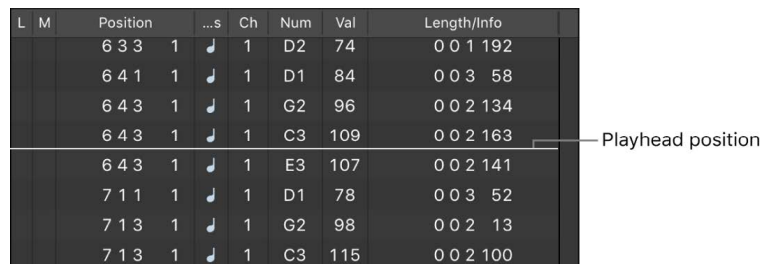 L M Position ...s Ch Num Val Length/Info
6 3 3 1 1 D2 74 0 0 1 192
6 4 1 1 1 D1 84 0 0 3 58
6 4 3 1 1 G2 96 0 0 2 134
6 4 3 1 1 C3 109 0 0 2 163
Playhead position
6 4 3 1 1 E3 107 0 0 2 141
7 1 1 1 1 D1 78 0 0 3 52
7 1 3 1 1 G2 98 0 0 2 13
7 1 3 1 1 C3 115 0 0 2 100